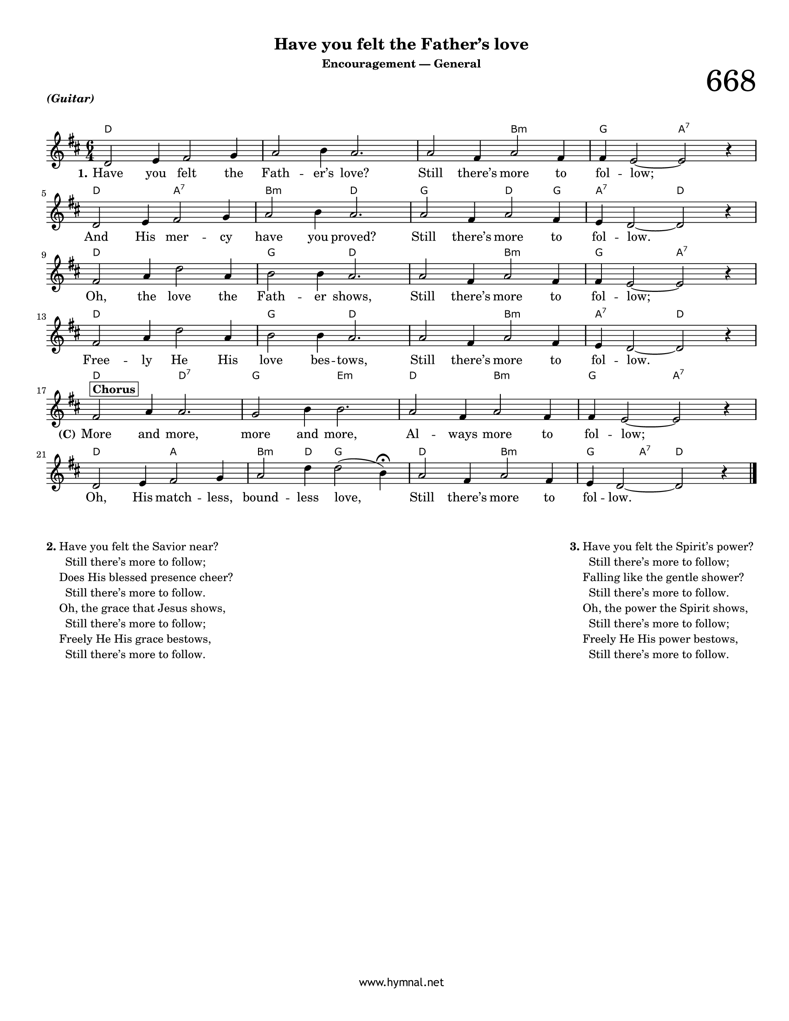 Have you felt the Father's love
Encouragement — General
668
(Guitar)
D Bm G A7
6
4
1. Have you felt the Fath - er's love? Still there's more to fol - low;
5
D A7 Bm D G D G A7 D
And His mer - cy have you proved? Still there's more to fol - low.
9
D G D Bm G A7
Oh, the love the Fath - er shows, Still there's more to fol - low;
13
D G D Bm A7 D
Free - ly He His love bes - tows, Still there's more to fol - low.
D D7 G Em D Bm G A7
17
Chorus
(C) More and more, more and more, Al - ways more to fol - low;
21
D A Bm D G D Bm G A7 D
Oh, His match - less, bound - less love, Still there's more to fol - low.
2. Have you felt the Savior near?
Still there's more to follow;
Does His blessed presence cheer?
Still there's more to follow.
Oh, the grace that Jesus shows,
Still there's more to follow;
Freely He His grace bestows,
Still there's more to follow.
3. Have you felt the Spirit's power?
Still there's more to follow;
Falling like the gentle shower?
Still there's more to follow.
Oh, the power the Spirit shows,
Still there's more to follow;
Freely He His power bestows,
Still there's more to follow.
www.hymnal.net